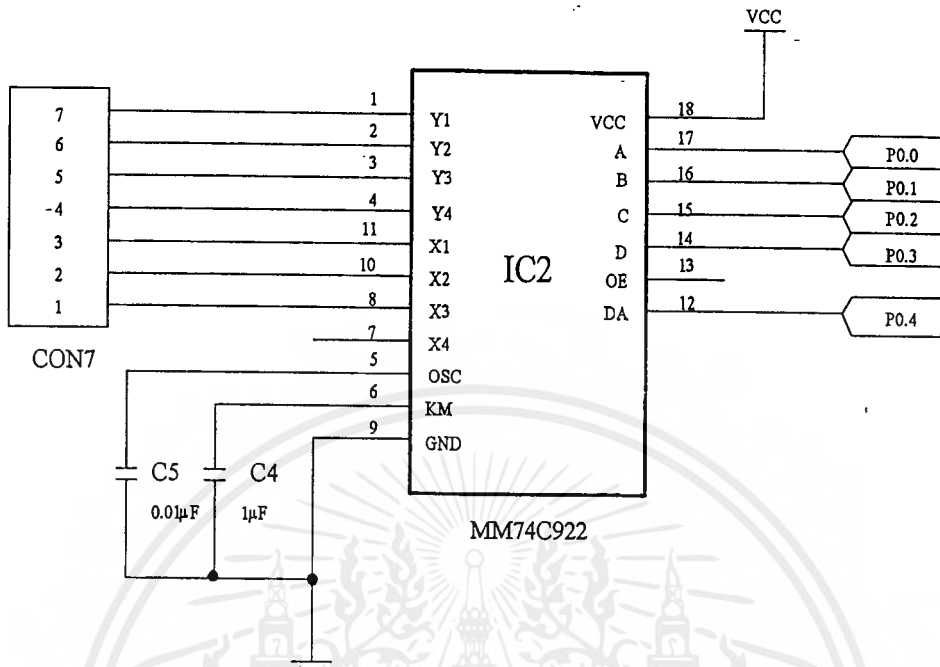 VCC
7
6
5
-4
3
2
1
CON7
1
2
3
4
11
10
8
7
5
6
9
Y1
Y2
Y3
Y4
X1
X2
X3
X4
OSC
KM
GND
IC2
VCC
A
B
C
D
OE
DA
18
17
16
15
14
13
12
P0.0
P0.1
P0.2
P0.3
P0.4
C5
0.01µF
C4
1µF
MM74C922